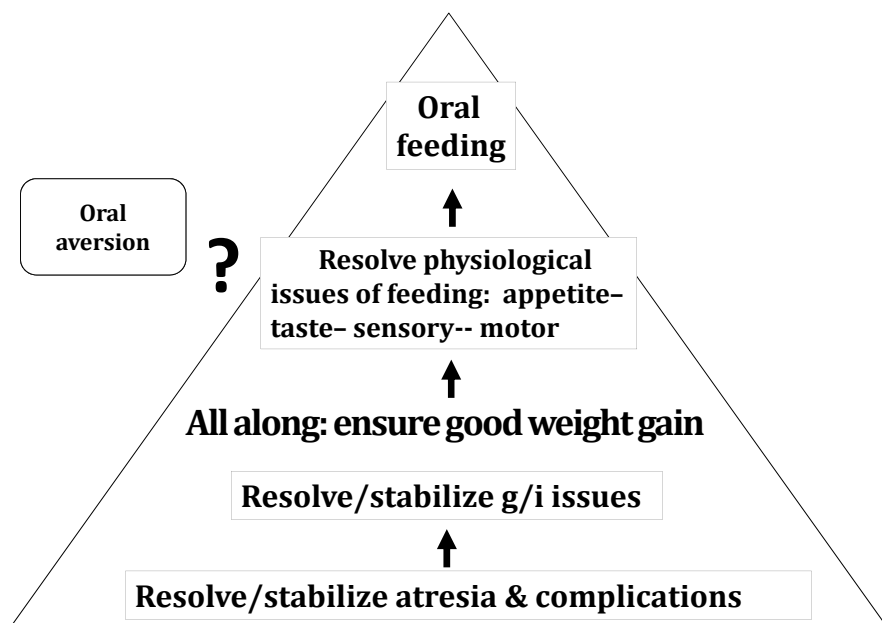 Oral
feeding
Oral
aversion
?
Resolve physiological
issues of feeding:  appetite–
taste– sensory-- motor
All along: ensure good weight gain
Resolve/stabilize g/i issues
Resolve/stabilize atresia & complications